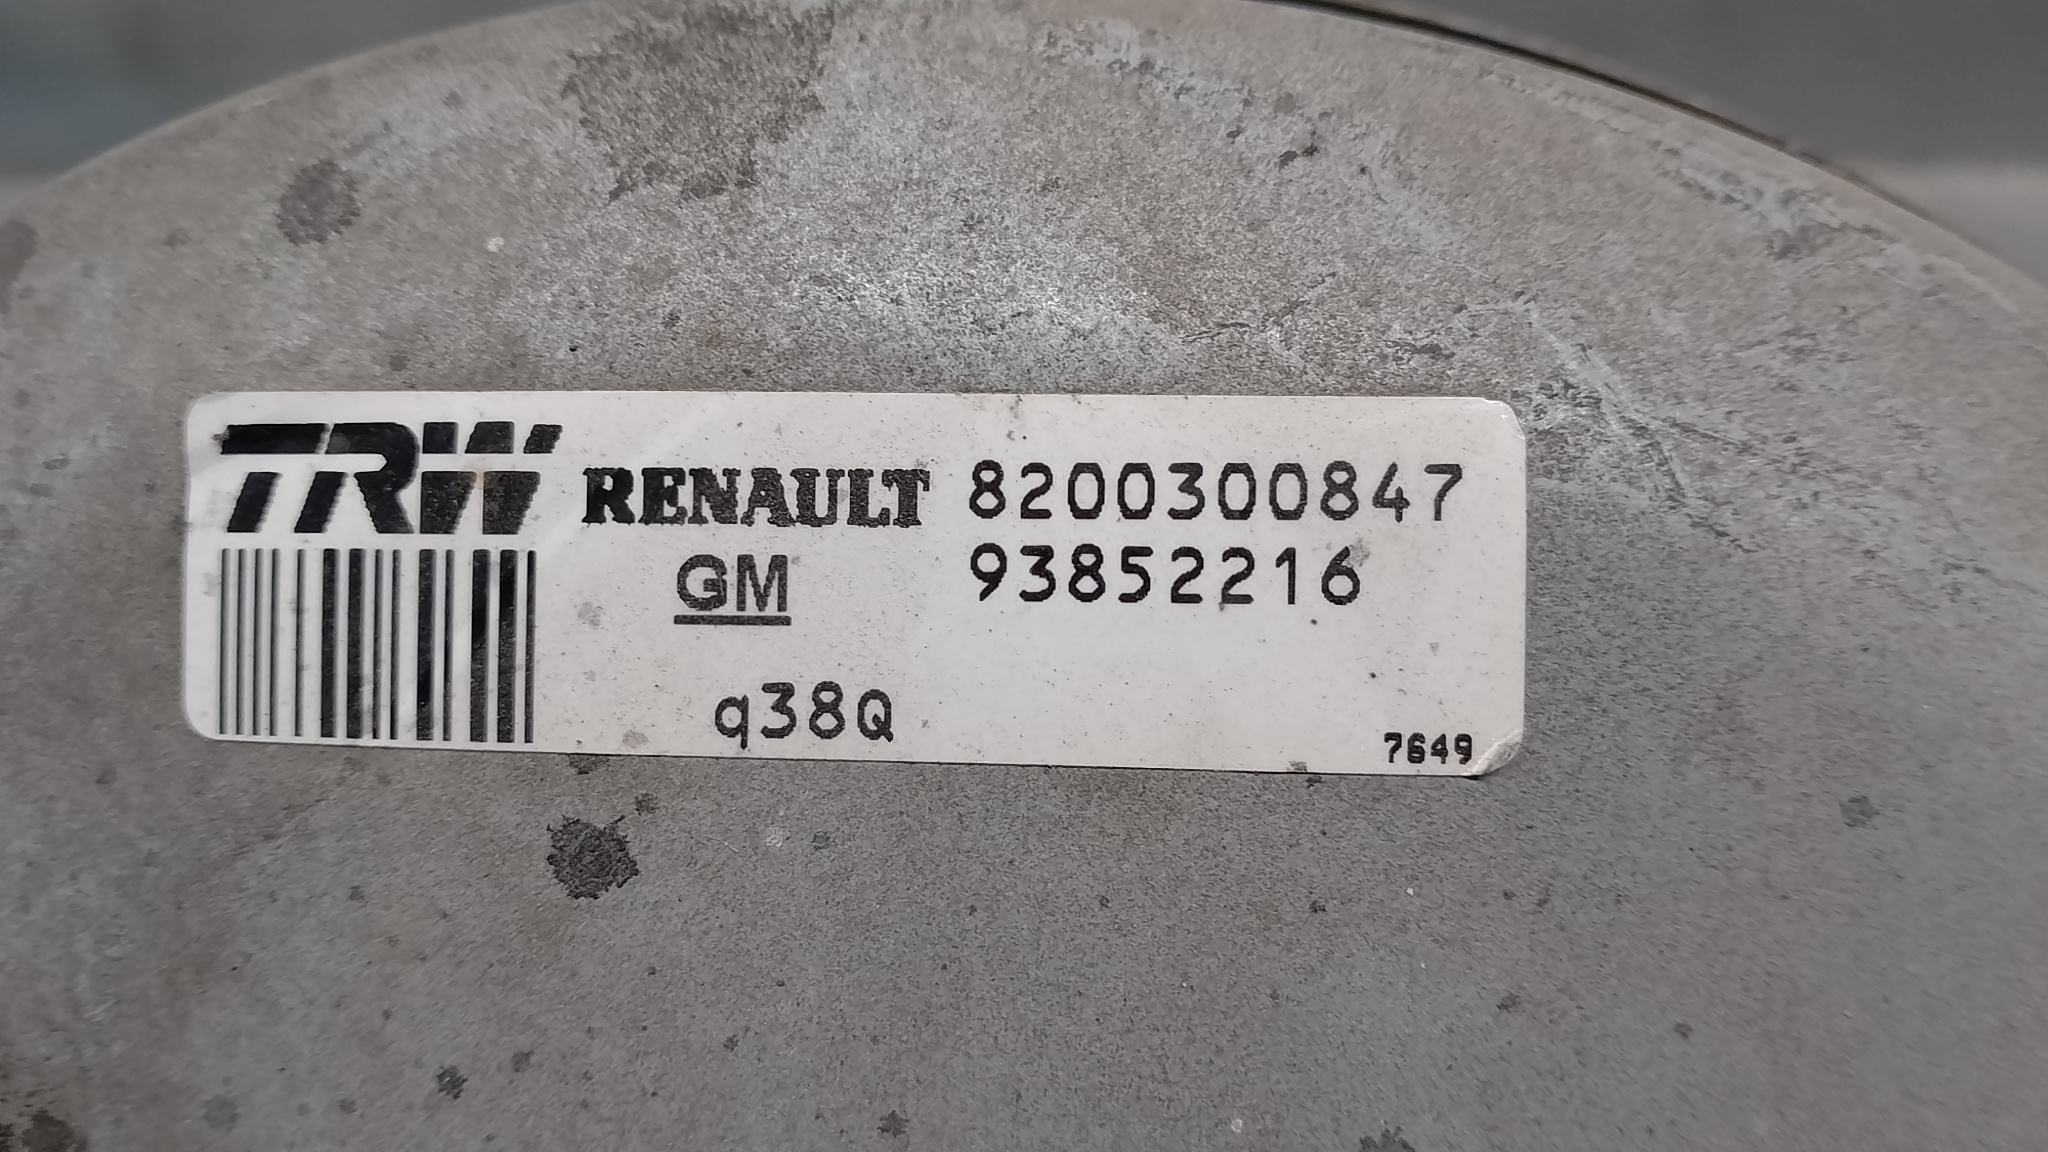 TRW RENAULT 8200300847
GM 93852216
q38Q
7649